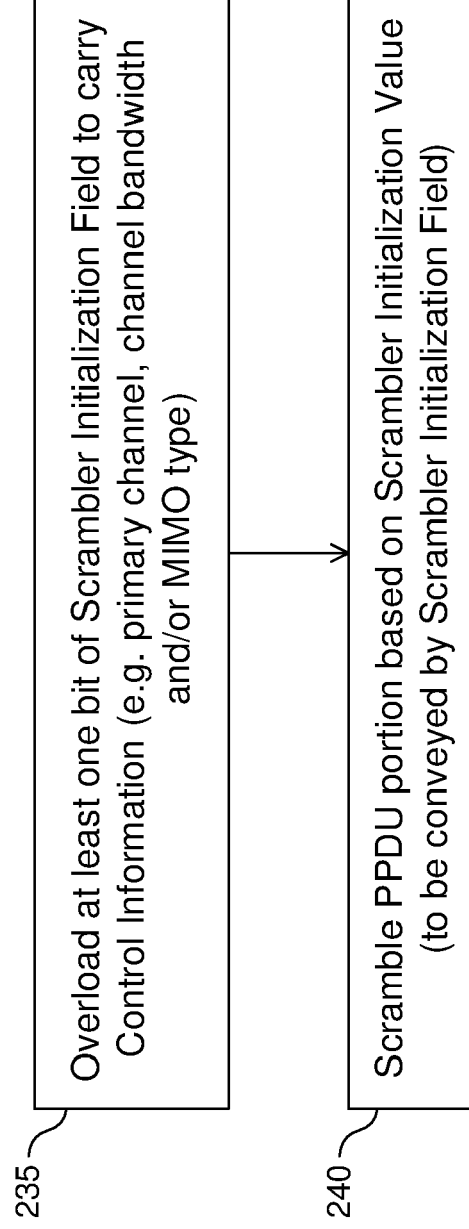 235
Overload at least one bit of Scrambler Initialization Field to carry
Control Information (e.g. primary channel, channel bandwidth
and/or MIMO type)
240
Scramble PPDU portion based on Scrambler Initialization Value
(to be conveyed by Scrambler Initialization Field)